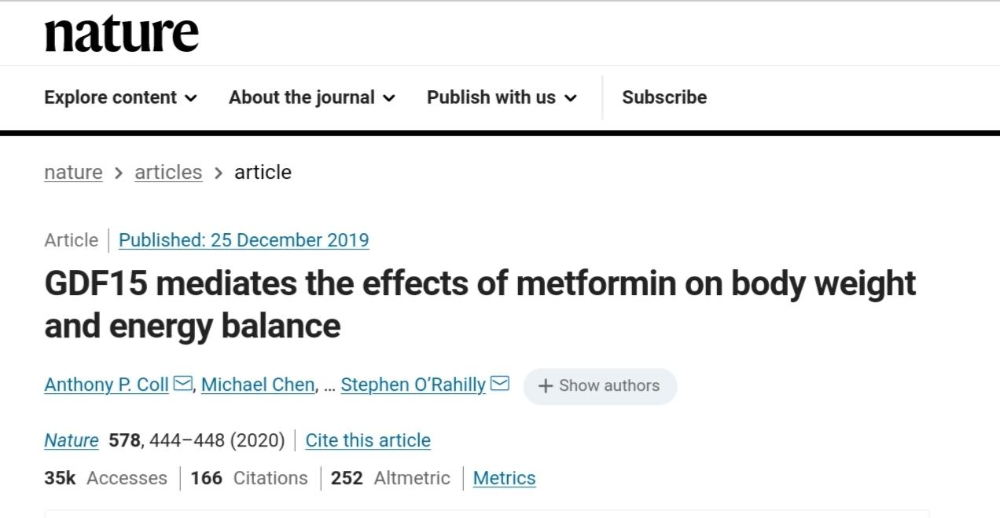 nature
Explore content About the journal Publish with us Subscribe
nature > articles > article
Article Published: 25 December 2019
GDF15 mediates the effects of metformin on body weight
and energy balance
Anthony P. Coll, Michael Chen, ... Stephen O’Rahilly + Show authors
Nature 578, 444–448 (2020) Cite this article
35k Accesses 166 Citations 252 Altmetric Metrics